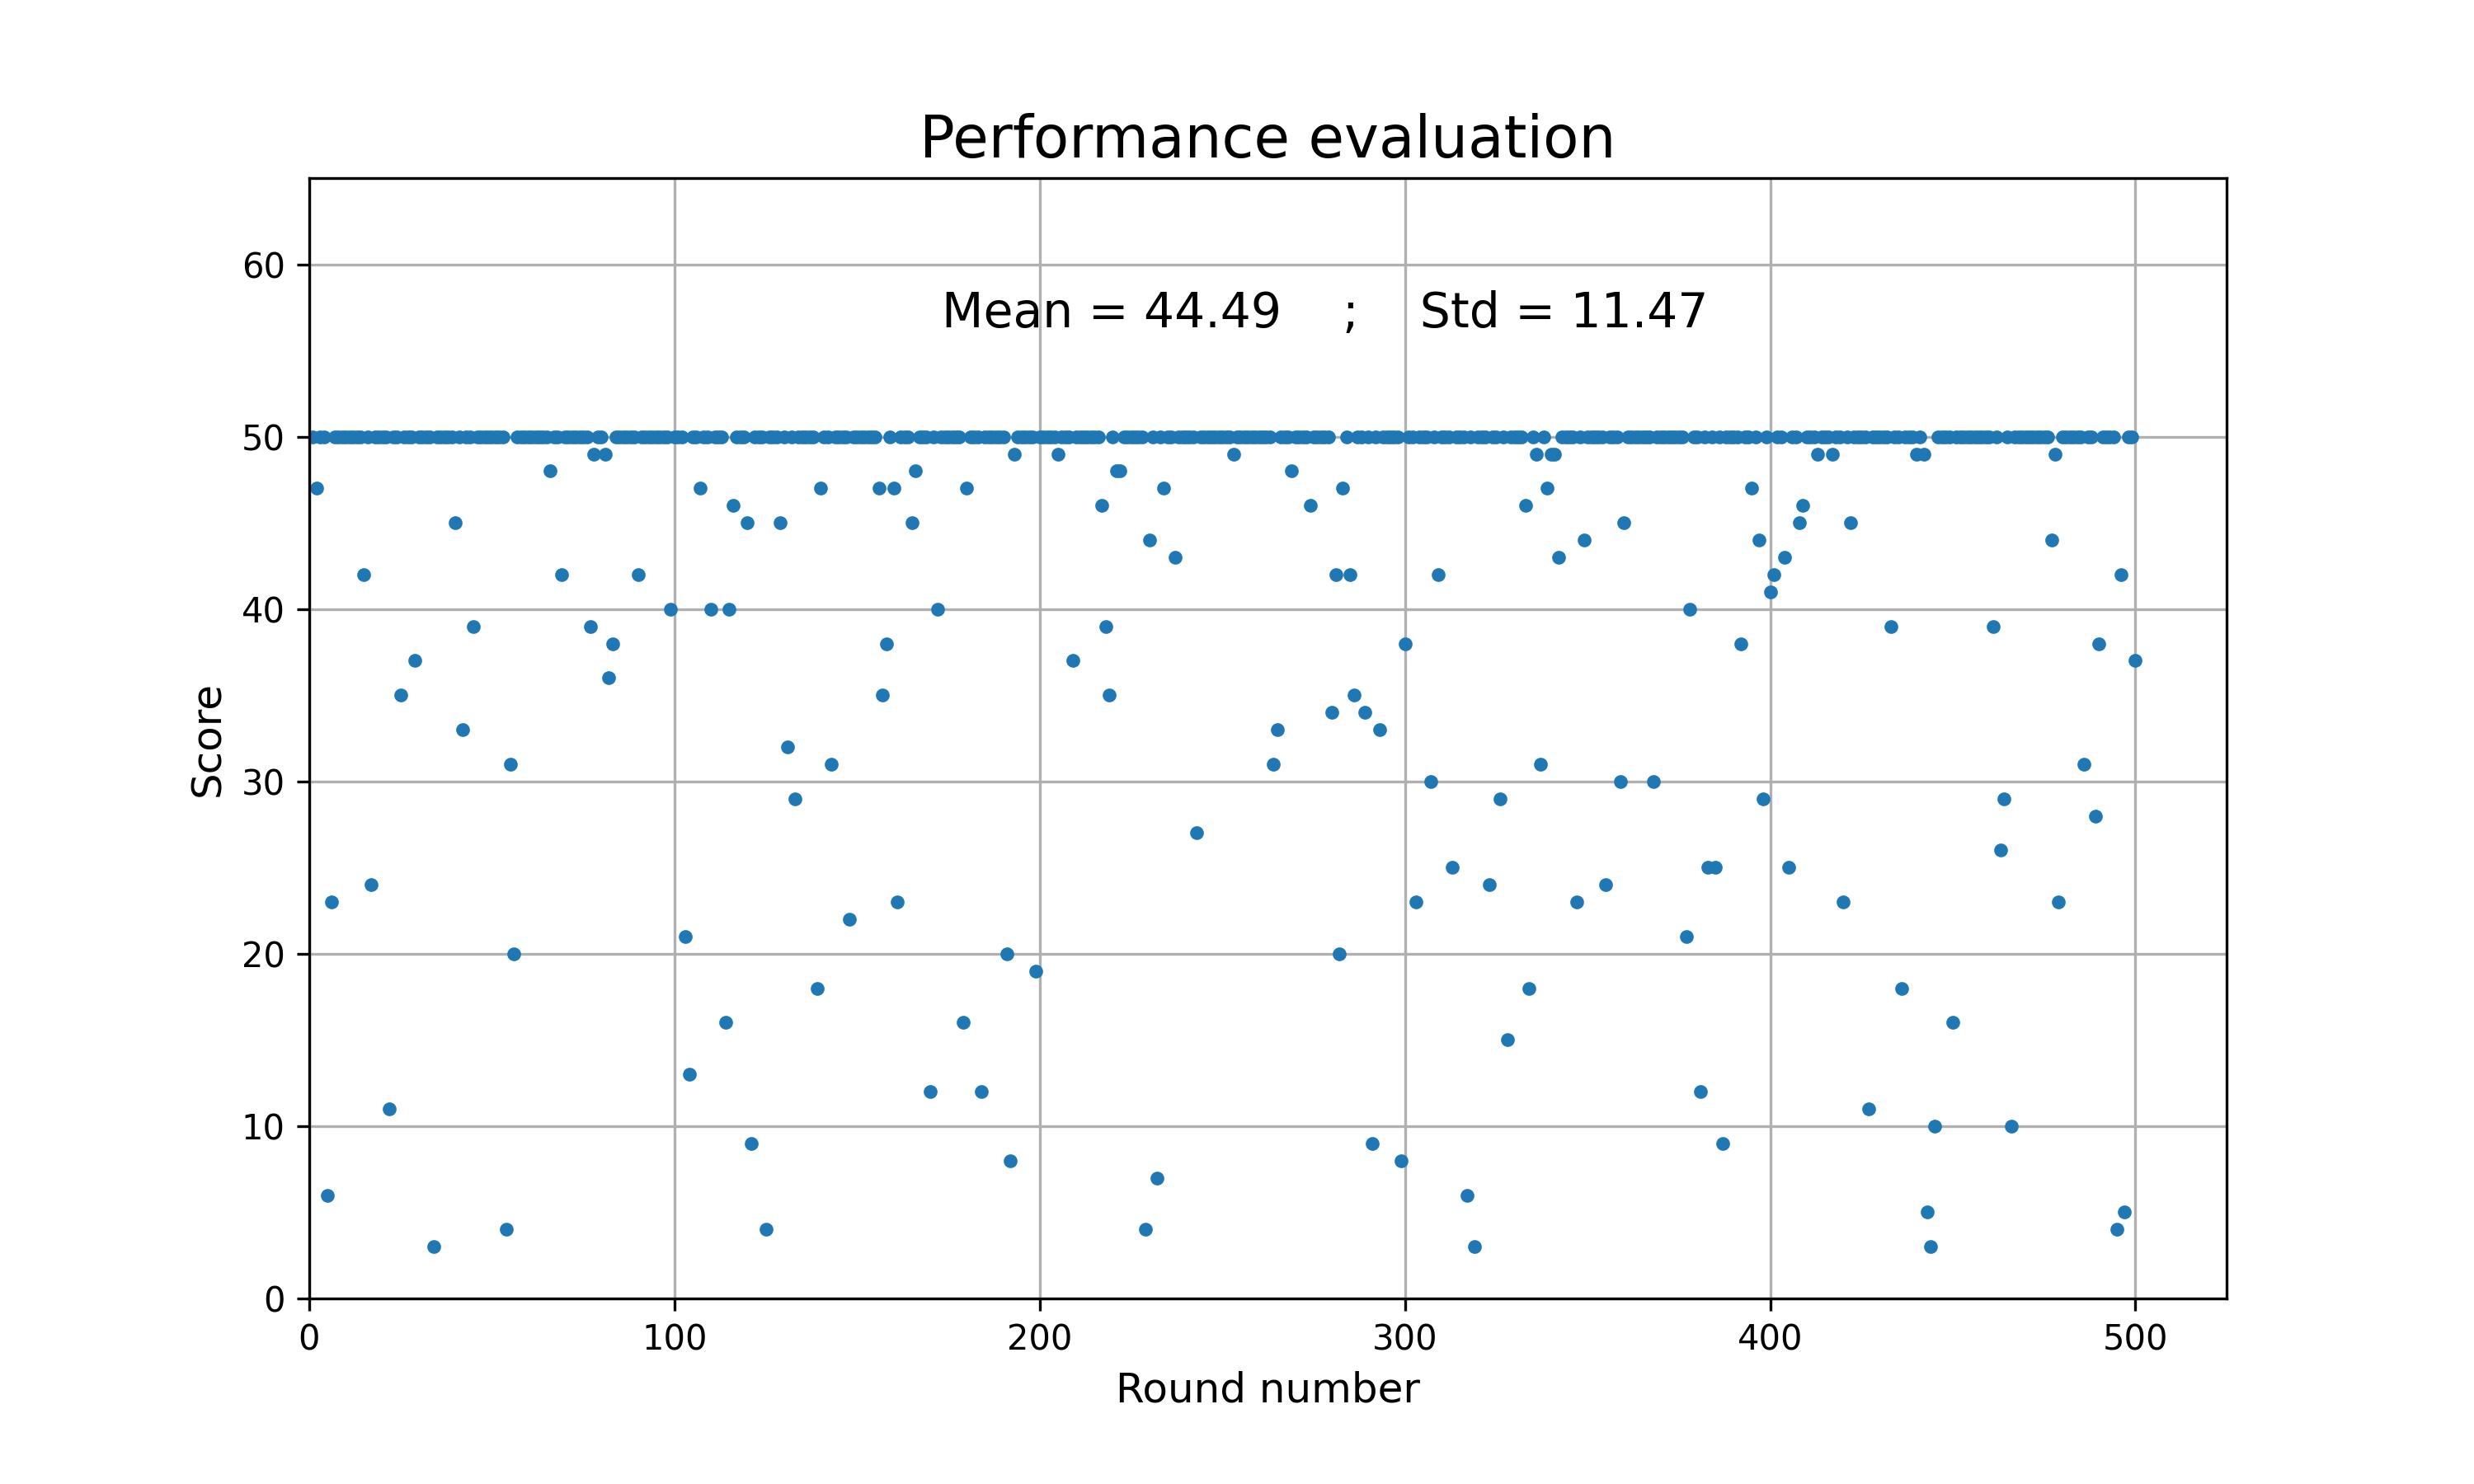 Performance evaluation
Mean = 44.49 ; Std = 11.47
60
50
40
30
20
10
0
Score
0 100 200 300 400 500
Round number